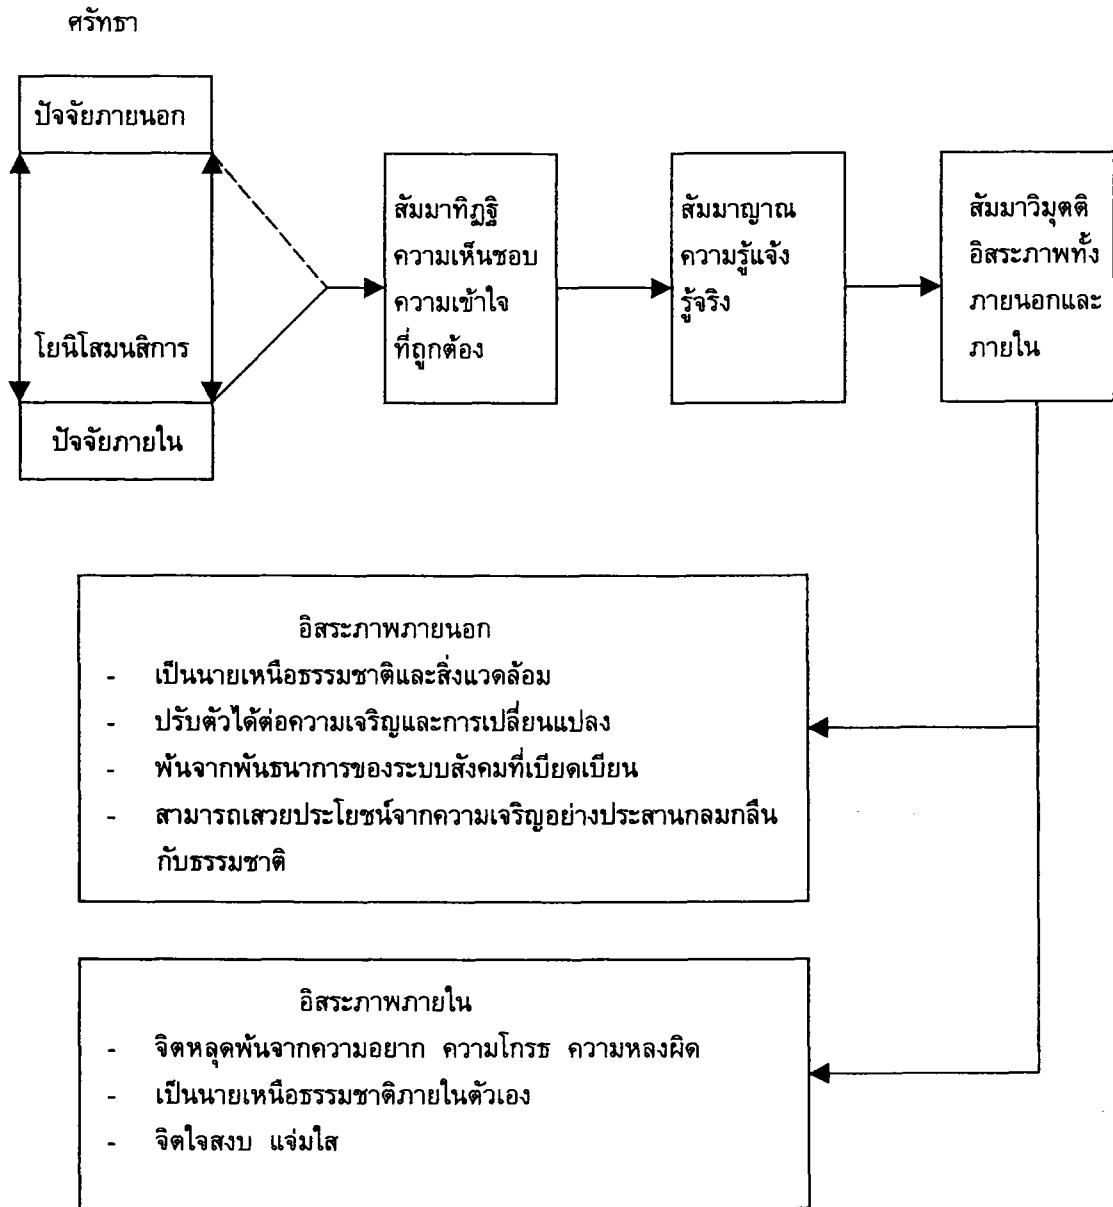 ศรัทธา
ปัจจัยภายนอก
โยนิโสมนสิการ
ปัจจัยภายใน
สัมมาทิฏฐิ
ความเห็นชอบ
ความเข้าใจ
ที่ถูกต้อง
สัมมาญาณ
ความรู้แจ้ง
รู้จริง
สัมมาวิมุตติ
อิสระภาพทั้ง
ภายนอกและ
ภายใน
อิสระภาพภายนอก
- เป็นนายเหนือธรรมชาติและสิ่งแวดล้อม
- ปรับตัวได้ต่อความเจริญและการเปลี่ยนแปลง
- พ้นจากพันธนาการของระบบสังคมที่เบียดเบียน
- สามารถเสวยประโยชน์จากความเจริญอย่างประสานกลมกลืน
กับธรรมชาติ
อิสระภาพภายใน
- จิตหลุดพ้นจากความอยาก ความโกรธ ความหลงผิด
- เป็นนายเหนือธรรมชาติภายในตัวเอง
- จิตใจสงบ แจ่มใส